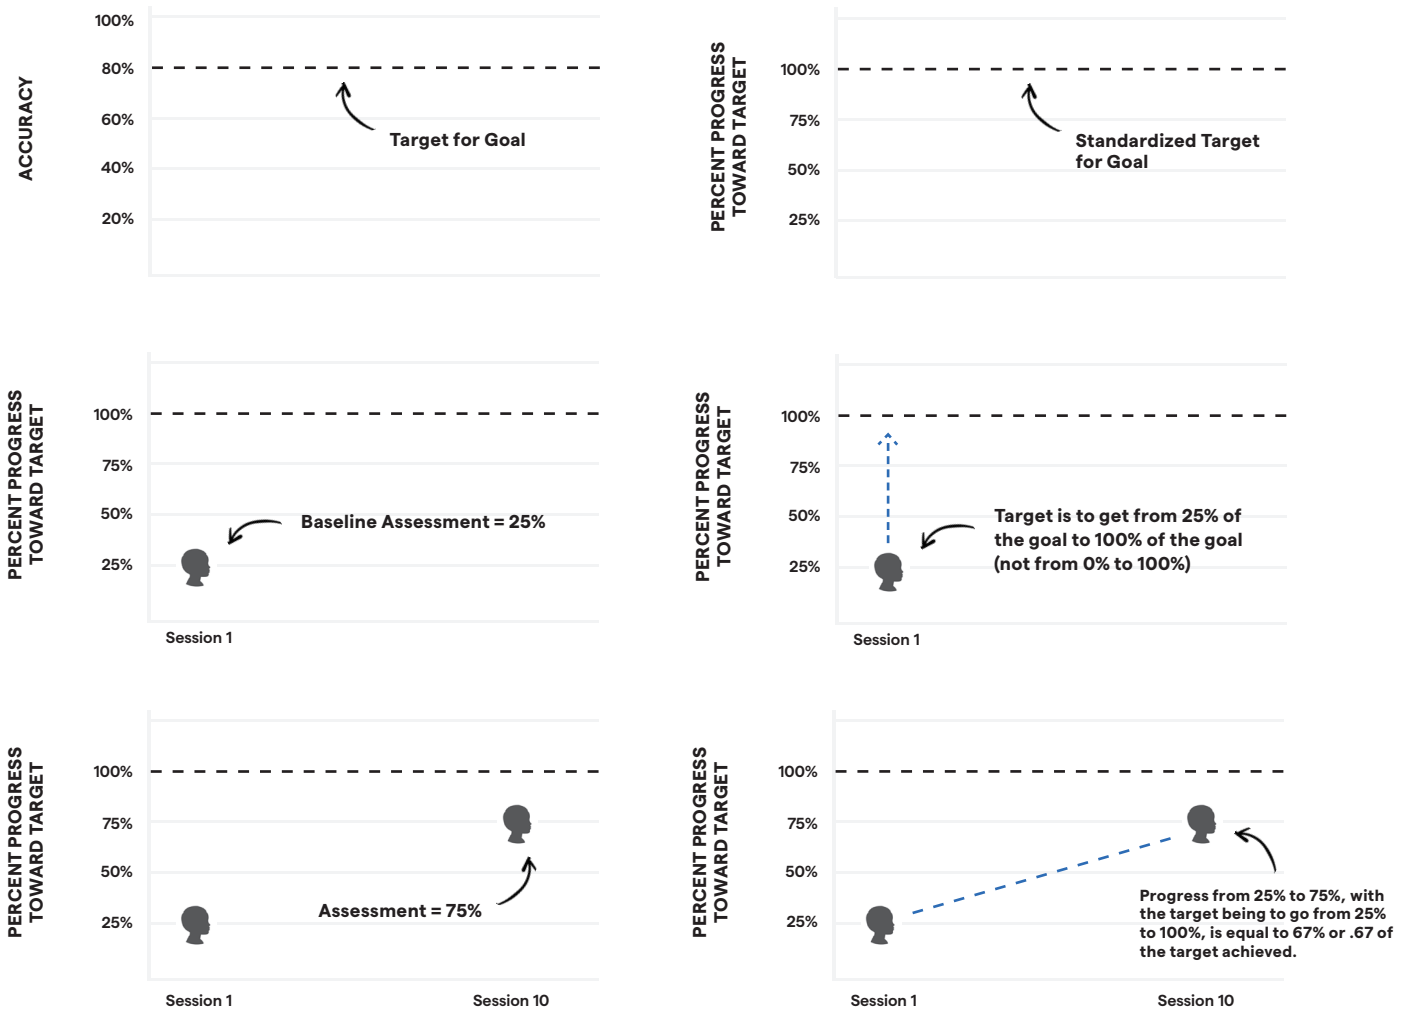 ACCURACY
100%
80%
60%
40%
20%
Target for Goal
PERCENT PROGRESS
TOWARD TARGET
100%
75%
50%
25%
Standardized Target
for Goal
PERCENT PROGRESS
TOWARD TARGET
100%
75%
50%
25%
Baseline Assessment = 25%
Session 1
PERCENT PROGRESS
TOWARD TARGET
100%
75%
50%
25%
Target is to get from 25% of
the goal to 100% of the goal
(not from 0% to 100%)
Session 1
PERCENT PROGRESS
TOWARD TARGET
100%
75%
50%
25%
Assessment = 75%
Session 1
Session 10
PERCENT PROGRESS
TOWARD TARGET
100%
75%
50%
25%
Progress from 25% to 75%, with
the target being to go from 25%
to 100%, is equal to 67% or .67 of
the target achieved.
Session 1
Session 10